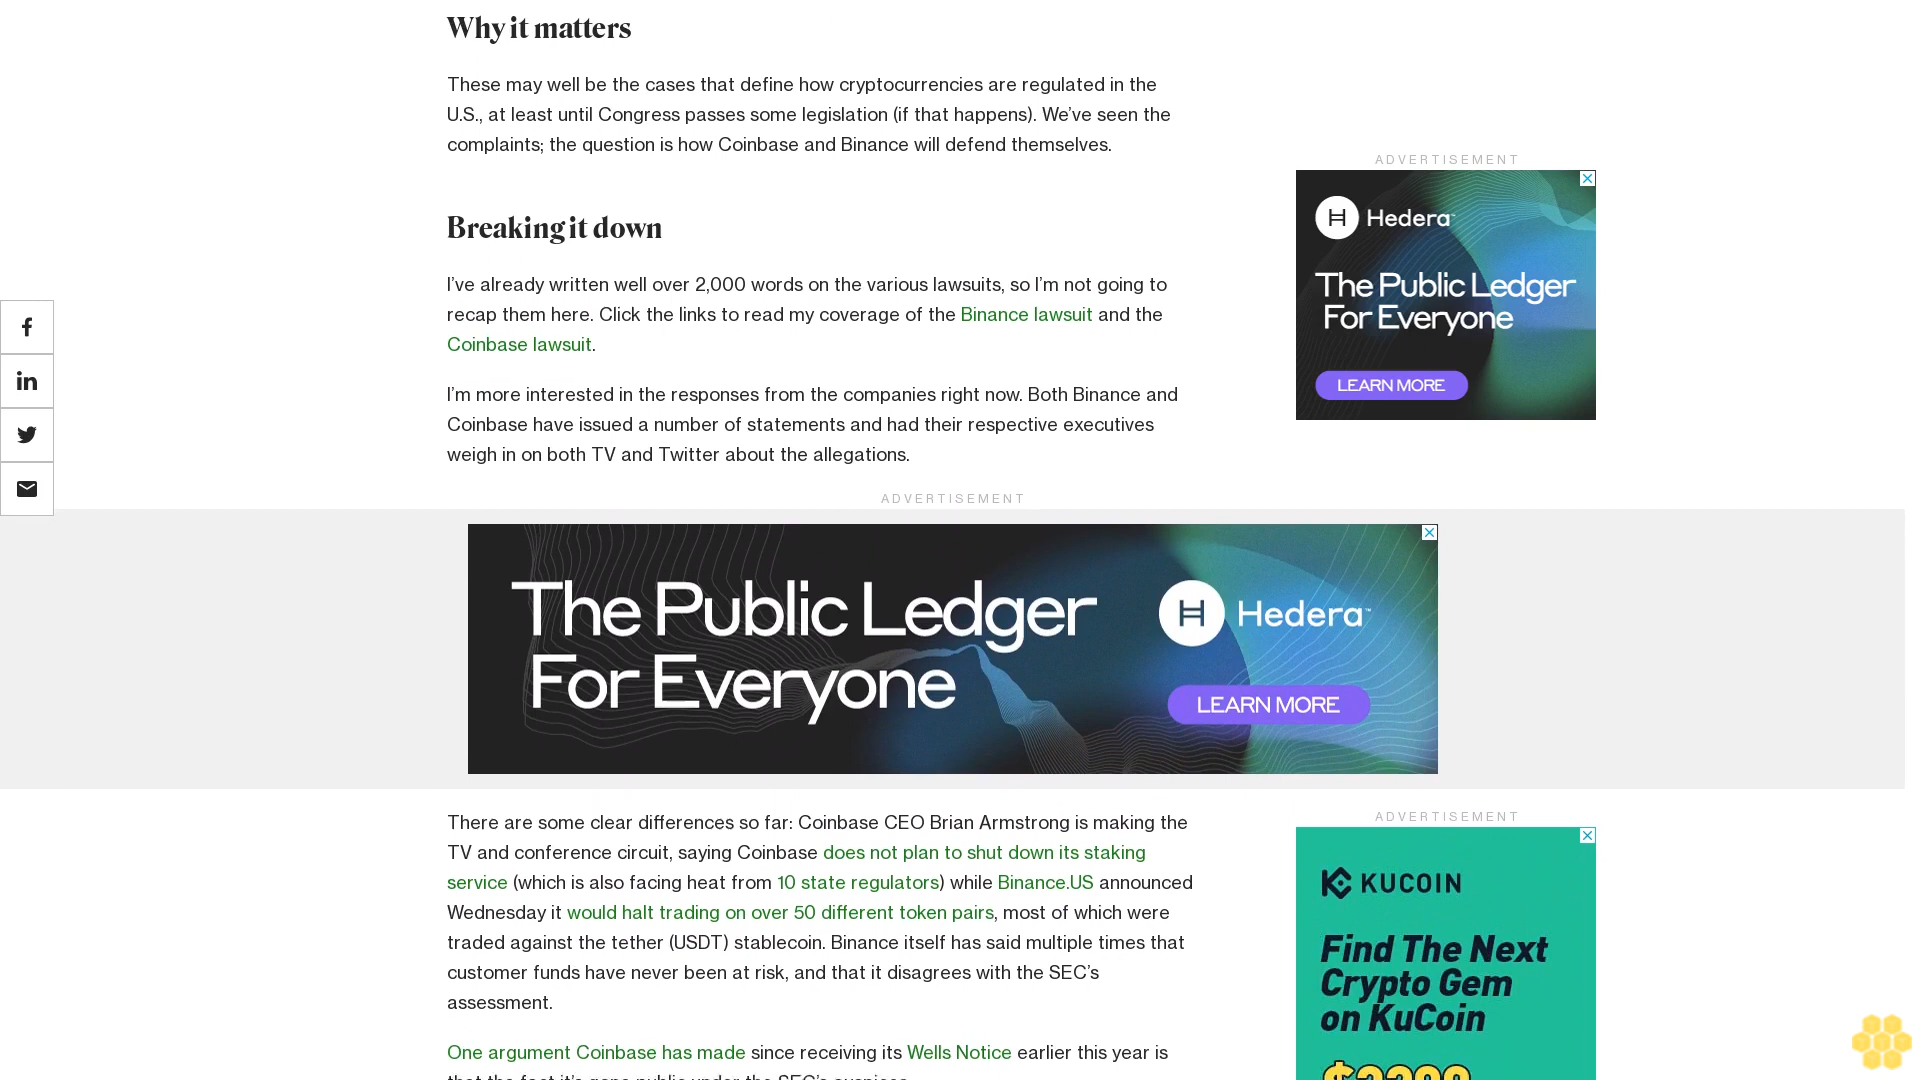 Why it matters
These may well be the cases that define how cryptocurrencies are regulated in the
U.S., at least until Congress passes some legislation (if that happens). We’ve seen the
complaints; the question is how Coinbase and Binance will defend themselves.
ADVERTISEMENT
Hedera
The Public Ledger
For Everyone
LEARN MORE
Breaking it down
I’ve already written well over 2,000 words on the various lawsuits, so I’m not going to
recap them here. Click the links to read my coverage of the Binance lawsuit and the
Coinbase lawsuit.
I’m more interested in the responses from the companies right now. Both Binance and
Coinbase have issued a number of statements and had their respective executives
weigh in on both TV and Twitter about the allegations.
ADVERTISEMENT
The Public Ledger
For Everyone
Hedera™
LEARN MORE
There are some clear differences so far: Coinbase CEO Brian Armstrong is making the
TV and conference circuit, saying Coinbase does not plan to shut down its staking
service (which is also facing heat from 10 state regulators) while Binance.US announced
Wednesday it would halt trading on over 50 different token pairs, most of which were
traded against the tether (USDT) stablecoin. Binance itself has said multiple times that
customer funds have never been at risk, and that it disagrees with the SEC’s
assessment.
One argument Coinbase has made since receiving its Wells Notice earlier this year is
ADVERTISEMENT
KUCOIN
Find The Next
Crypto Gem
on KuCoin